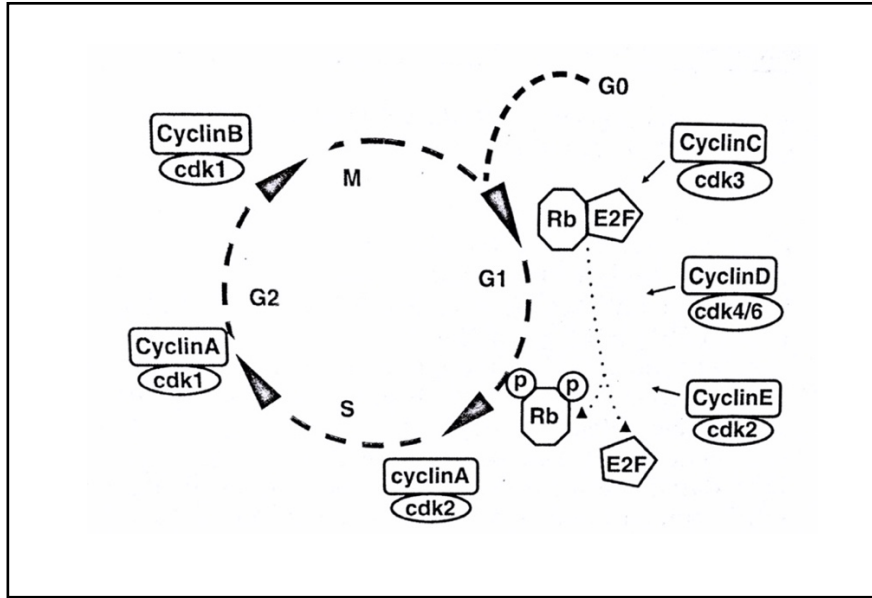 G0
CyclinB
cdk1
M
CyclinC
cdk3
Rb
E2F
G1
CyclinD
cdk4/6
G2
CyclinA
cdk1
S
p
p
Rb
CyclinE
cdk2
E2F
cyclinA
cdk2